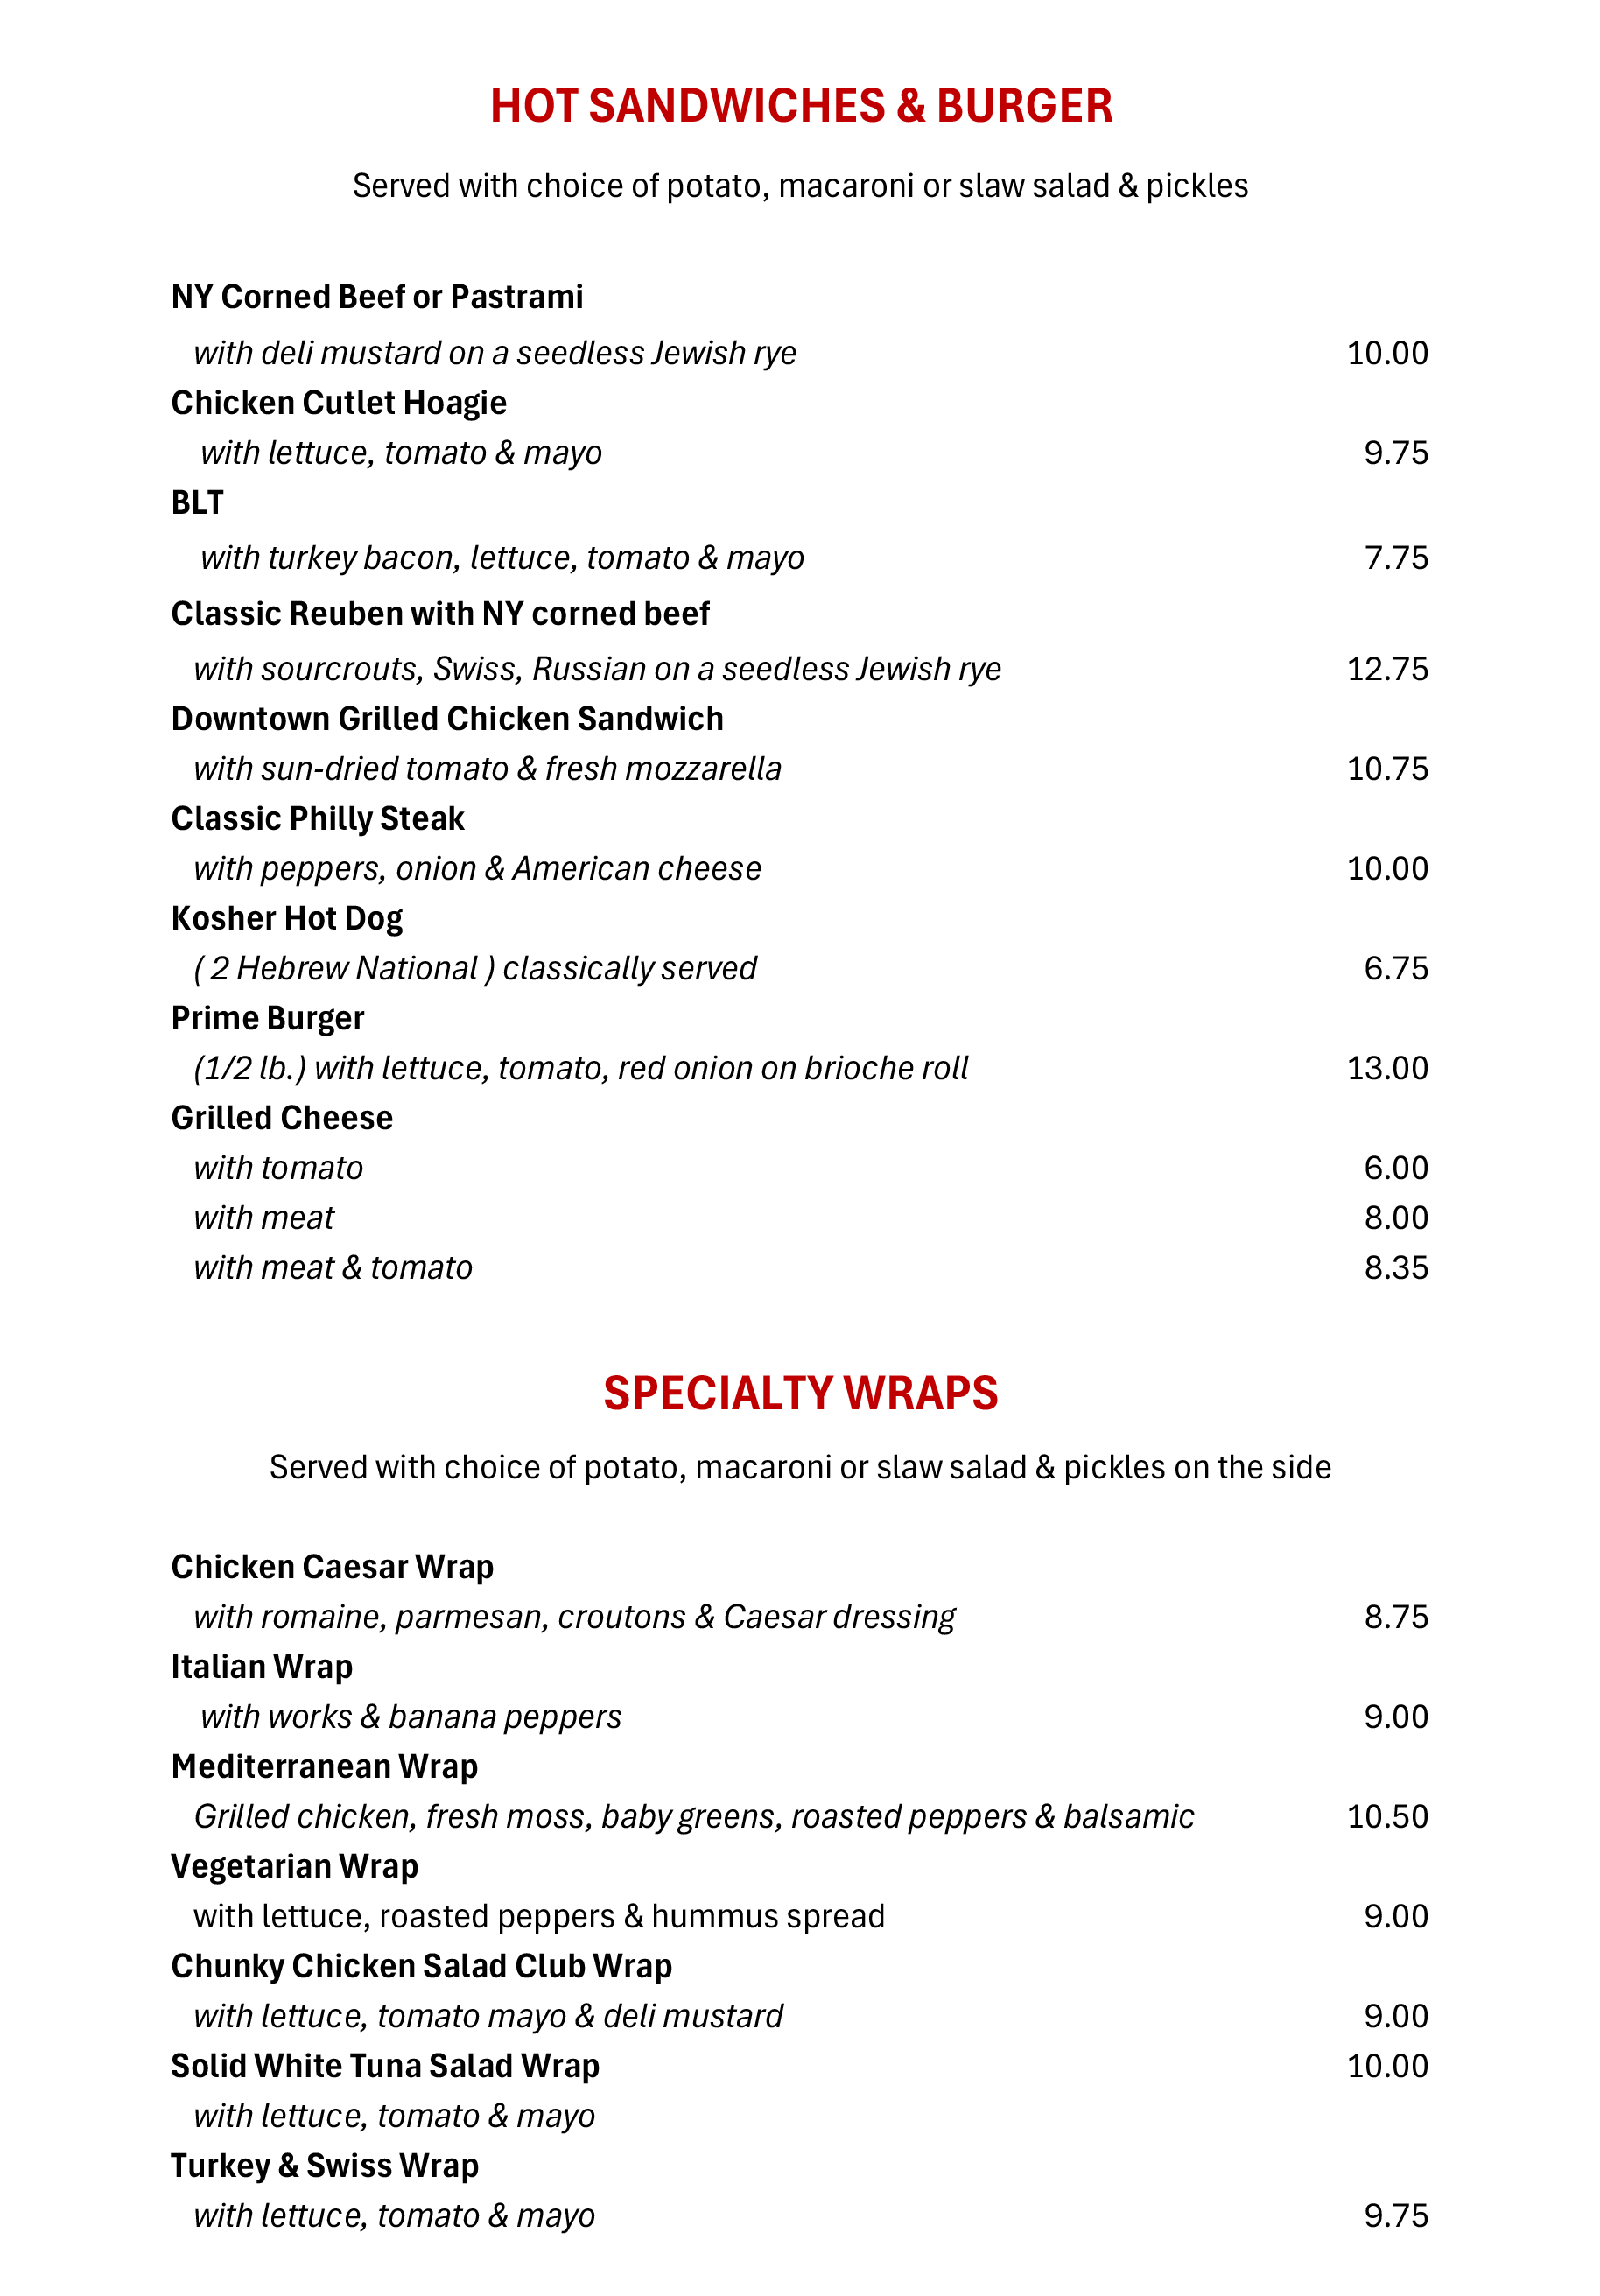 HOT SANDWICHES & BURGER
Served with choice of potato, macaroni or slaw salad & pickles
NY Corned Beef or Pastrami
with deli mustard on a seedless Jewish rye 10.00
Chicken Cutlet Hoagie
with lettuce, tomato & mayo 9.75
BLT
with turkey bacon, lettuce, tomato & mayo 7.75
Classic Reuben with NY corned beef
with sourcrouts, Swiss, Russian on a seedless Jewish rye 12.75
Downtown Grilled Chicken Sandwich
with sun-dried tomato & fresh mozzarella 10.75
Classic Philly Steak
with peppers, onion & American cheese 10.00
Kosher Hot Dog
( 2 Hebrew National ) classically served 6.75
Prime Burger
(1/2 lb.) with lettuce, tomato, red onion on brioche roll 13.00
Grilled Cheese
with tomato 6.00
with meat 8.00
with meat & tomato 8.35
SPECIALTY WRAPS
Served with choice of potato, macaroni or slaw salad & pickles on the side
Chicken Caesar Wrap
with romaine, parmesan, croutons & Caesar dressing 8.75
Italian Wrap
with works & banana peppers 9.00
Mediterranean Wrap
Grilled chicken, fresh moss, baby greens, roasted peppers & balsamic 10.50
Vegetarian Wrap
with lettuce, roasted peppers & hummus spread 9.00
Chunky Chicken Salad Club Wrap
with lettuce, tomato mayo & deli mustard 9.00
Solid White Tuna Salad Wrap 10.00
with lettuce, tomato & mayo
Turkey & Swiss Wrap
with lettuce, tomato & mayo 9.75